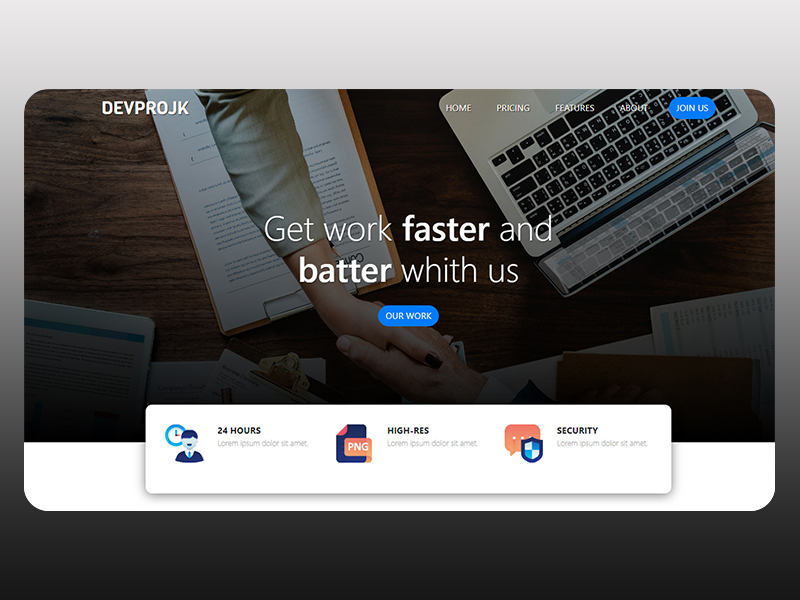 DEVPROJK
HOME PRICING FEATURES ABOUT JOIN US
Get work faster and
batter whith us
OUR WORK
24 HOURS
Lorem ipsum dolor sit amet.
HIGH-RES
Lorem ipsum dolor sit amet.
SECURITY
Lorem ipsum dolor sit amet.
PNG